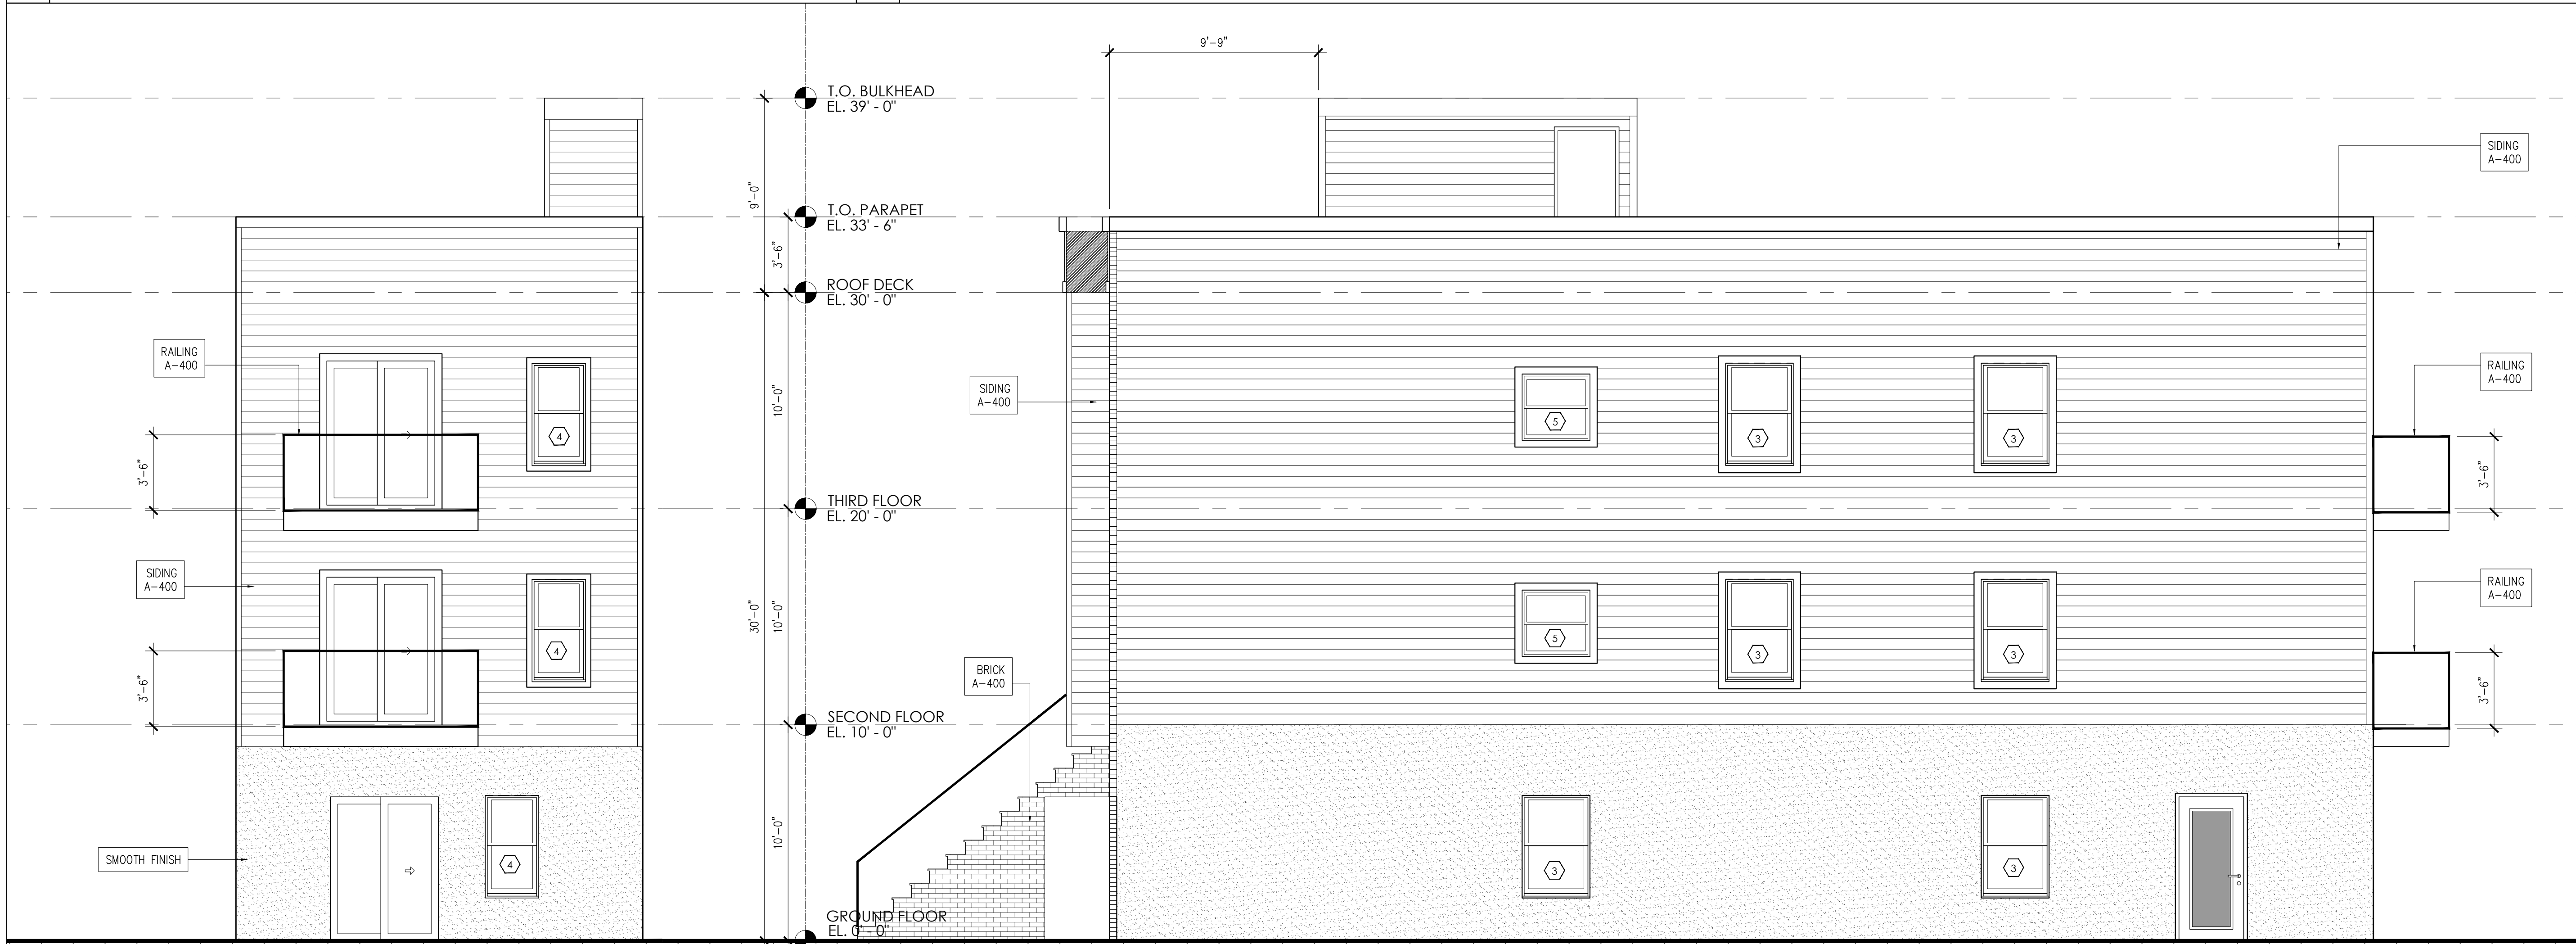 9'-9"
T.O. BULKHEAD
EL. 39' - 0"
SIDING
A-400
9'-0"
T.O. PARAPET
EL. 33' - 6"
3'-6"
ROOF DECK
EL. 30' - 0"
RAILING
A-400
SIDING
A-400
RAILING
A-400
10'-0"
4
5
3
3
3'-6"
3'-6"
THIRD FLOOR
EL. 20' - 0"
SIDING
A-400
RAILING
A-400
30'-0"
10'-0"
4
5
3
3
3'-6"
BRICK
A-400
3'-6"
SECOND FLOOR
EL. 10' - 0"
10'-0"
SMOOTH FINISH
4
3
3
GROUND FLOOR
EL. 0' - 0"